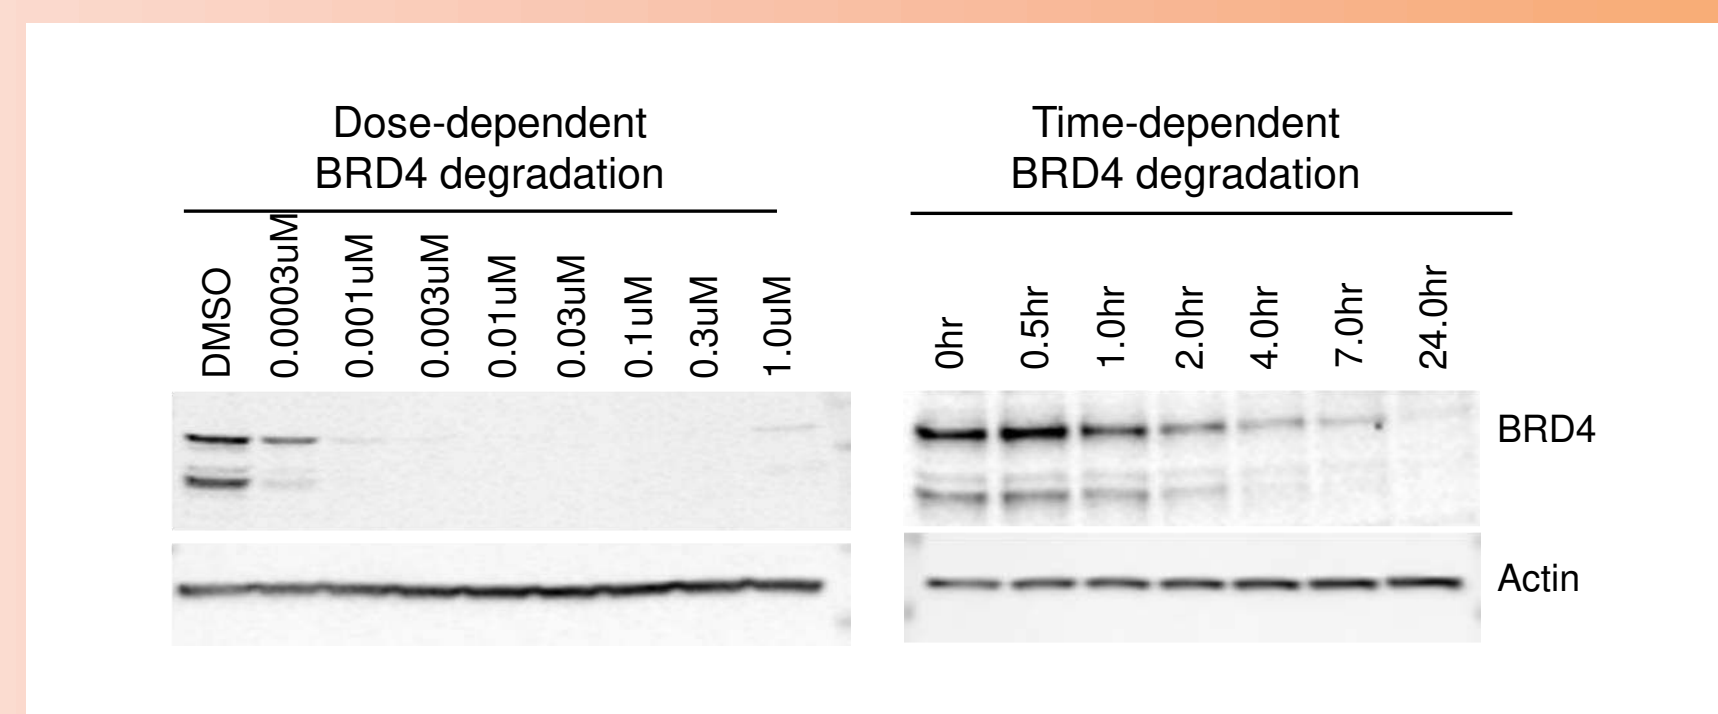 Dose-dependent
BRD4 degradation
DMSO
0.0003uM
0.001uM
0.003uM
0.01uM
0.03uM
0.1uM
0.3uM
1.0uM
Time-dependent
BRD4 degradation
0hr
0.5hr
1.0hr
2.0hr
4.0hr
7.0hr
24.0hr
BRD4
Actin